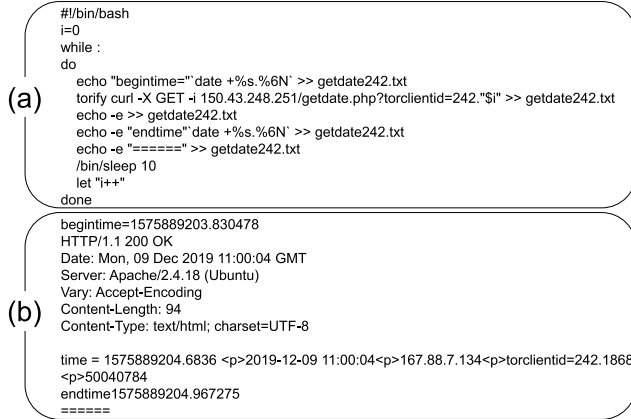 (a)
#!/bin/bash
i=0
while :
do
echo "begintime="`date +%s.%6N` >> getdate242.txt
torify curl -X GET -i 150.43.248.251/getdate.php?torclientid=242."$i" >> getdate242.txt
echo -e >> getdate242.txt
echo -e "endtime"`date +%s.%6N` >> getdate242.txt
echo -e "======" >> getdate242.txt
/bin/sleep 10
let "i++"
done
(b)
begintime=1575889203.830478
HTTP/1.1 200 OK
Date: Mon, 09 Dec 2019 11:00:04 GMT
Server: Apache/2.4.18 (Ubuntu)
Vary: Accept-Encoding
Content-Length: 94
Content-Type: text/html; charset=UTF-8
time = 1575889204.6836 <p>2019-12-09 11:00:04<p>167.88.7.134<p>torclientid=242.1868
<p>50040784
endtime1575889204.967275
======